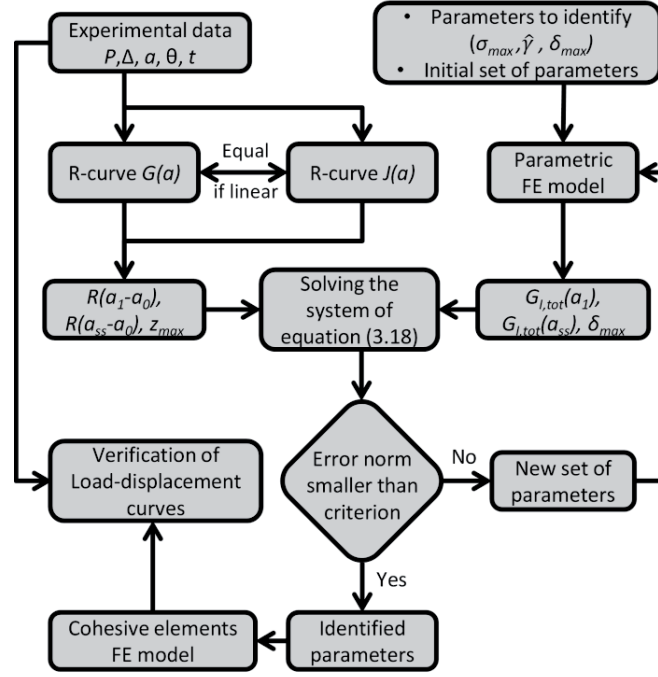 Experimental data
P,Δ, a, θ, t
• Parameters to identify
(σmax, γ̂ , δmax)
• Initial set of parameters
R-curve G(a)
Equal
if linear
R-curve J(a)
Parametric
FE model
R(a1-a0),
R(ass-a0), zmax
Solving the
system of
equation (3.18)
GI,tot(a1),
GI,tot(ass), δmax
Verification of
Load-displacement
curves
Error norm
smaller than
criterion
No
New set of
parameters
Yes
Cohesive elements
FE model
Identified
parameters